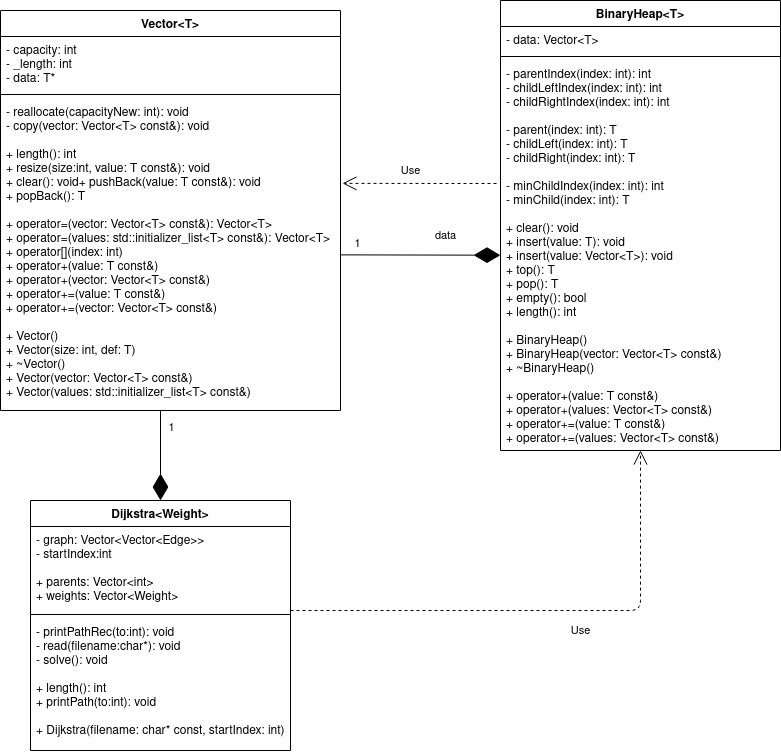 Vector<T>
- capacity: int
- _length: int
- data: T*
- reallocate(capacityNew: int): void
- copy(vector: Vector<T> const&): void
+ length(): int
+ resize(size:int, value: T const&): void
+ clear(): void+ pushBack(value: T const&): void
+ popBack(): T
+ operator=(vector: Vector<T> const&): Vector<T>
+ operator=(values: std::initializer_list<T> const&): Vector<T>
+ operator[](index: int)
+ operator+(value: T const&)
+ operator+(vector: Vector<T> const&)
+ operator+=(value: T const&)
+ operator+=(vector: Vector<T> const&)
+ Vector()
+ Vector(size: int, def: T)
+ ~Vector()
+ Vector(vector: Vector<T> const&)
+ Vector(values: std::initializer_list<T> const&)
Use
1
data
BinaryHeap<T>
- data: Vector<T>
- parentIndex(index: int): int
- childLeftIndex(index: int): int
- childRightIndex(index: int): int
- parent(index: int): T
- childLeft(index: int): T
- childRight(index: int): T
- minChildIndex(index: int): int
- minChild(index: int): T
+ clear(): void
+ insert(value: T): void
+ insert(value: Vector<T>): void
+ top(): T
+ pop(): T
+ empty(): bool
+ length(): int
+ BinaryHeap()
+ BinaryHeap(vector: Vector<T> const&)
+ ~BinaryHeap()
+ operator+(value: T const&)
+ operator+(values: Vector<T> const&)
+ operator+=(value: T const&)
+ operator+=(values: Vector<T> const&)
1
Dijkstra<Weight>
- graph: Vector<Vector<Edge>>
- startIndex:int
+ parents: Vector<int>
+ weights: Vector<Weight>
- printPathRec(to:int): void
- read(filename:char*): void
- solve(): void
+ length(): int
+ printPath(to:int): void
+ Dijkstra(filename: char* const, startIndex: int)
Use